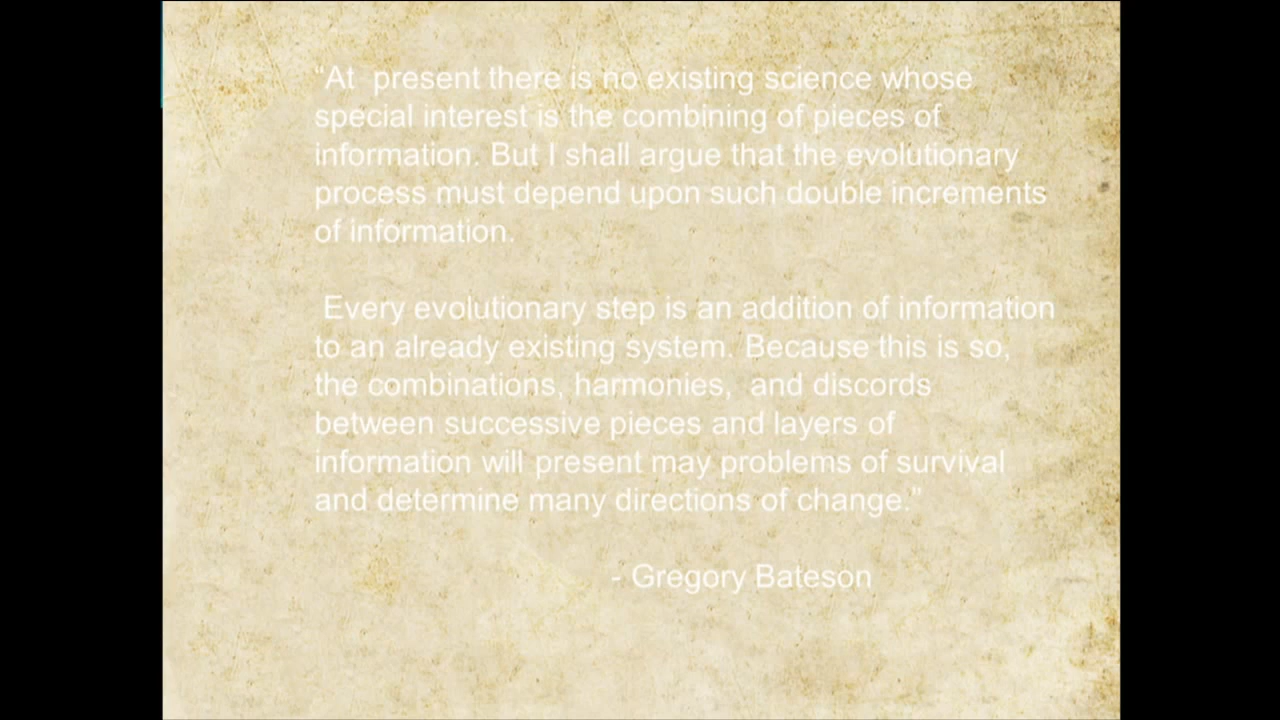 "At  present there is no existing science whose
special interest is the combining of pieces of
information. But I shall argue that the evolutionary
process must depend upon such double increments
of information.
Every evolutionary step is an addition of information
to an already existing system. Because this is so,
the combinations, harmonies,  and discords
between successive pieces and layers of
information will present may problems of survival
and determine many directions of change."
- Gregory Bateson